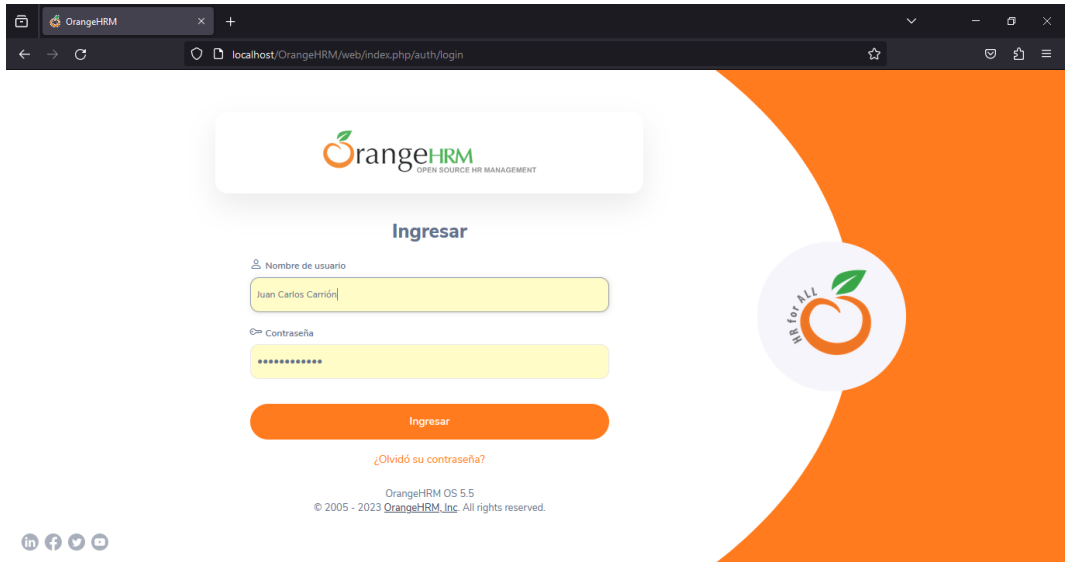 OrangeHRM
localhost/OrangeHRM/web/index.php/auth/login
OrangeHRM
OPEN SOURCE HR MANAGEMENT
Ingresar
Nombre de usuario
Juan Carlos Carrión
Contraseña
••••••••••••
Ingresar
¿Olvidó su contraseña?
OrangeHRM OS 5.5
© 2005 - 2023 OrangeHRM, Inc. All rights reserved.
HR for ALL